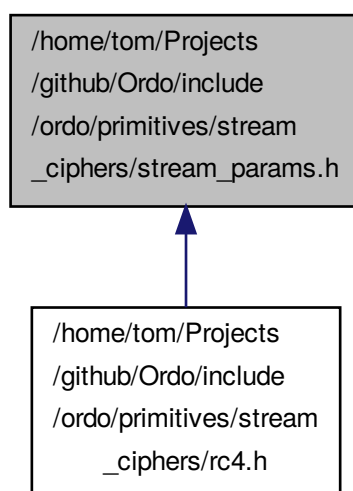 /home/tom/Projects
/github/Ordo/include
/ordo/primitives/stream
_ciphers/stream_params.h
/home/tom/Projects
/github/Ordo/include
/ordo/primitives/stream
_ciphers/rc4.h